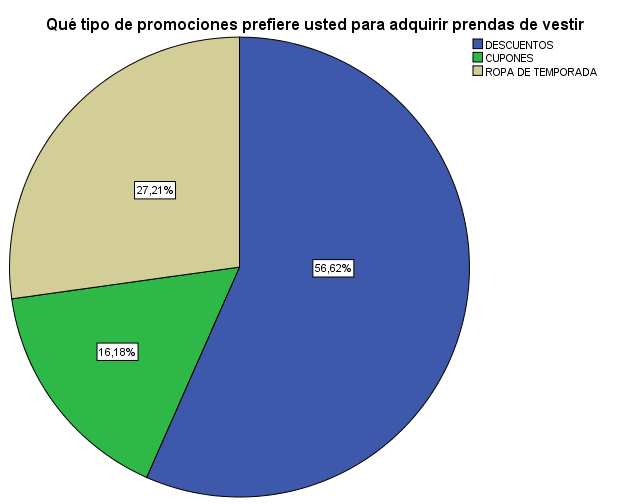 Qué tipo de promociones prefiere usted para adquirir prendas de vestir
DESCUENTOS
CUPONES
ROPA DE TEMPORADA
27,21%
56,62%
16,18%